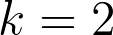 k = 2